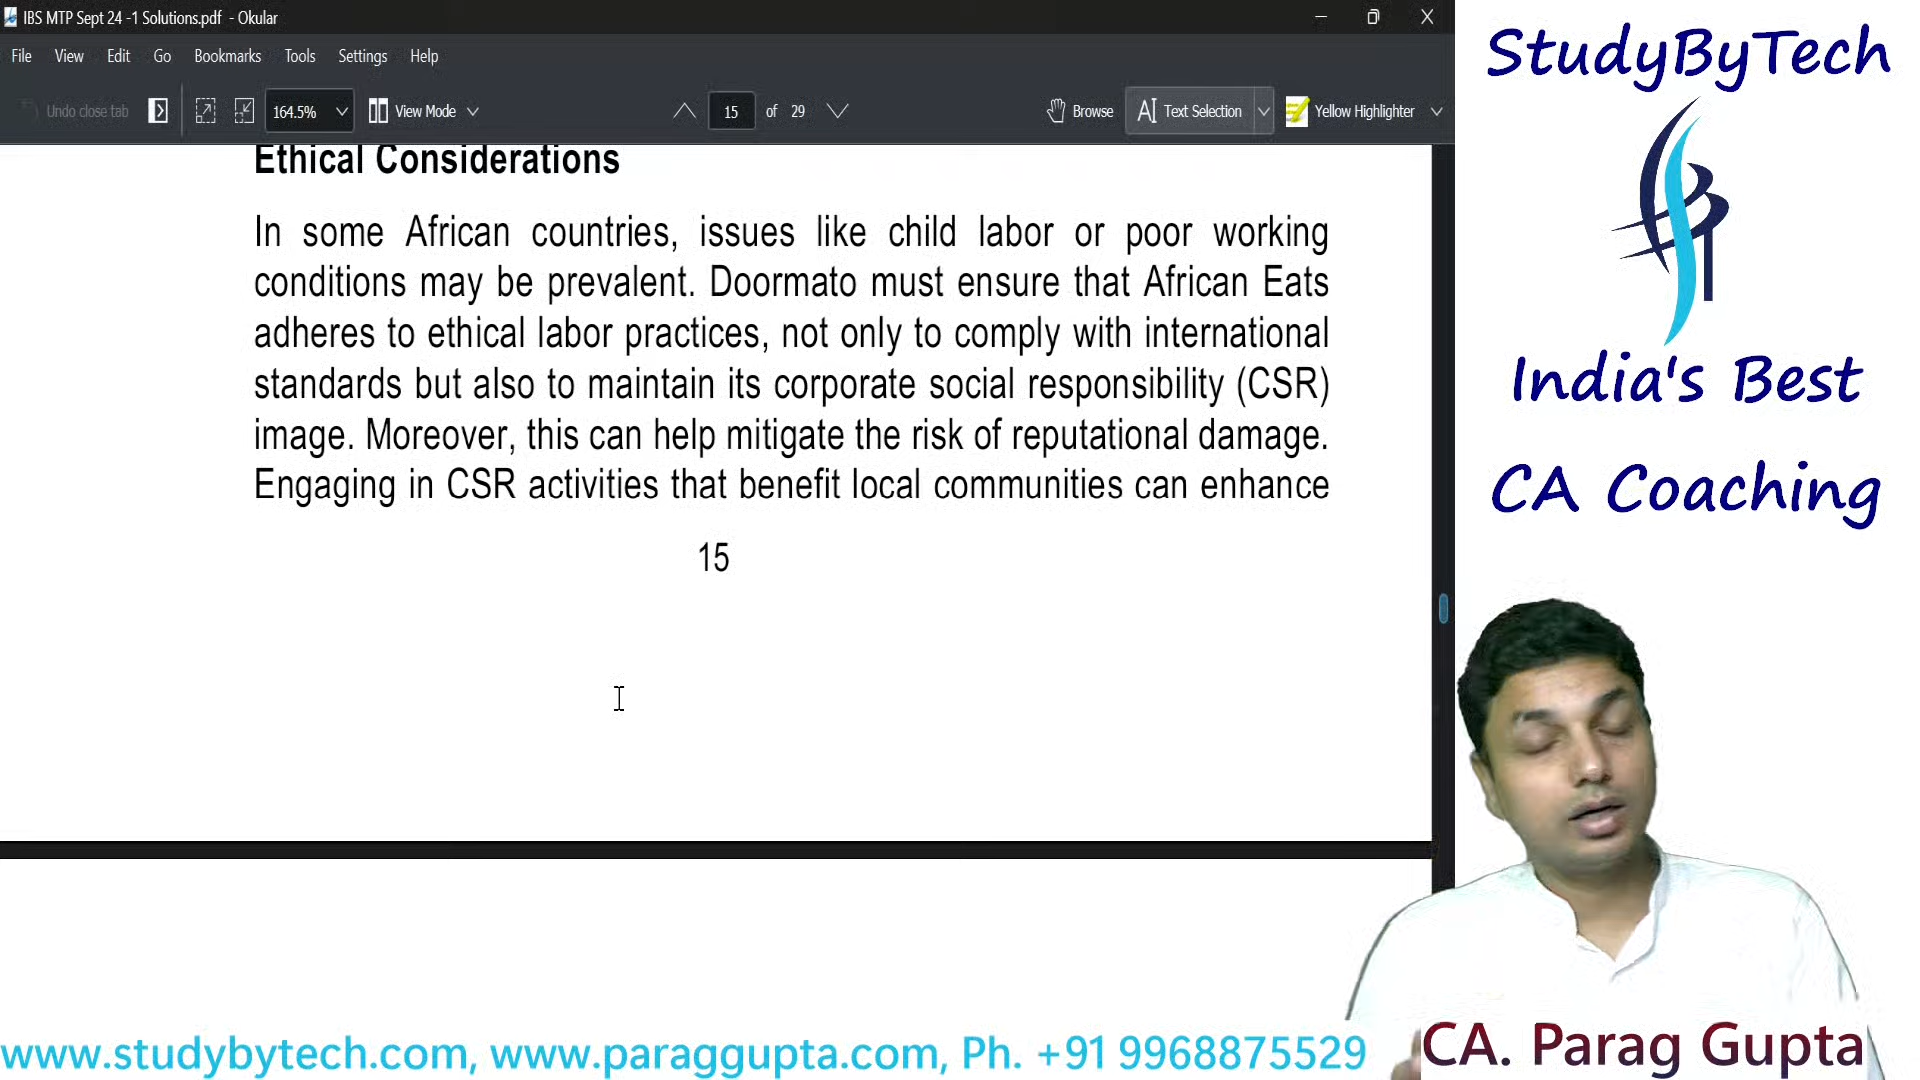 IBS MTP Sept 24 -1 Solutions.pdf - Okular
File View Edit Go Bookmarks Tools Settings Help
Undo close tab 164.5% View Mode 15 of 29 Browse Text Selection Yellow Highlighter
Ethical Considerations
In some African countries, issues like child labor or poor working
conditions may be prevalent. Doormato must ensure that African Eats
adheres to ethical labor practices, not only to comply with international
standards but also to maintain its corporate social responsibility (CSR)
image. Moreover, this can help mitigate the risk of reputational damage.
Engaging in CSR activities that benefit local communities can enhance
15
StudyByTech
India's Best
CA Coaching
www.studybytech.com, www.paraggupta.com, Ph. +91 9968875529
CA. Parag Gupta